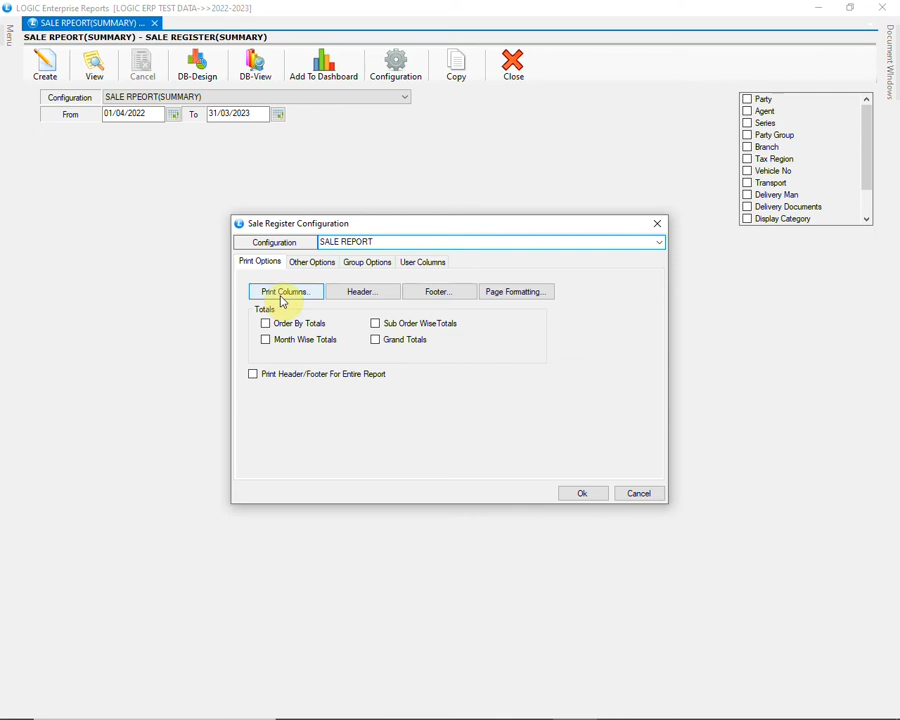 LOGIC Enterprise Reports [LOGIC ERP TEST DATA->>2022-2023]
Menu
SALE RPEORT(SUMMARY) ...
SALE RPEORT(SUMMARY) - SALE REGISTER(SUMMARY)
Document Windows
Create
View
Cancel
DB-Design
DB-View
Add To Dashboard
Configuration
Copy
Close
Configuration SALE RPEORT(SUMMARY)
From 01/04/2022 To 31/03/2023
Party
Agent
Series
Party Group
Branch
Tax Region
Vehicle No
Transport
Delivery Man
Delivery Documents
Display Category
Sale Register Configuration
Configuration SALE REPORT
Print Options Other Options Group Options User Columns
Print Columns.. Header... Footer... Page Formatting...
Totals
Order By Totals Sub Order Wise Totals
Month Wise Totals Grand Totals
Print Header/Footer For Entire Report
Ok Cancel